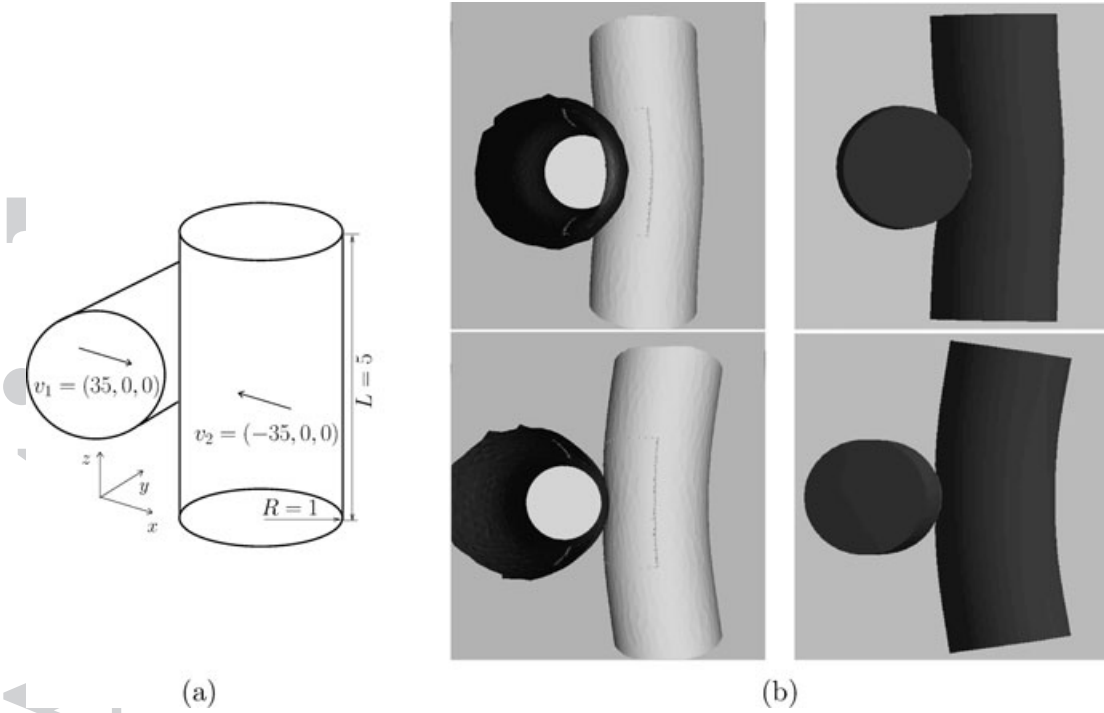 v₁ = (35, 0, 0)
v₂ = (−35, 0, 0)
L = 5
R = 1
z
y
x
(a)
(b)